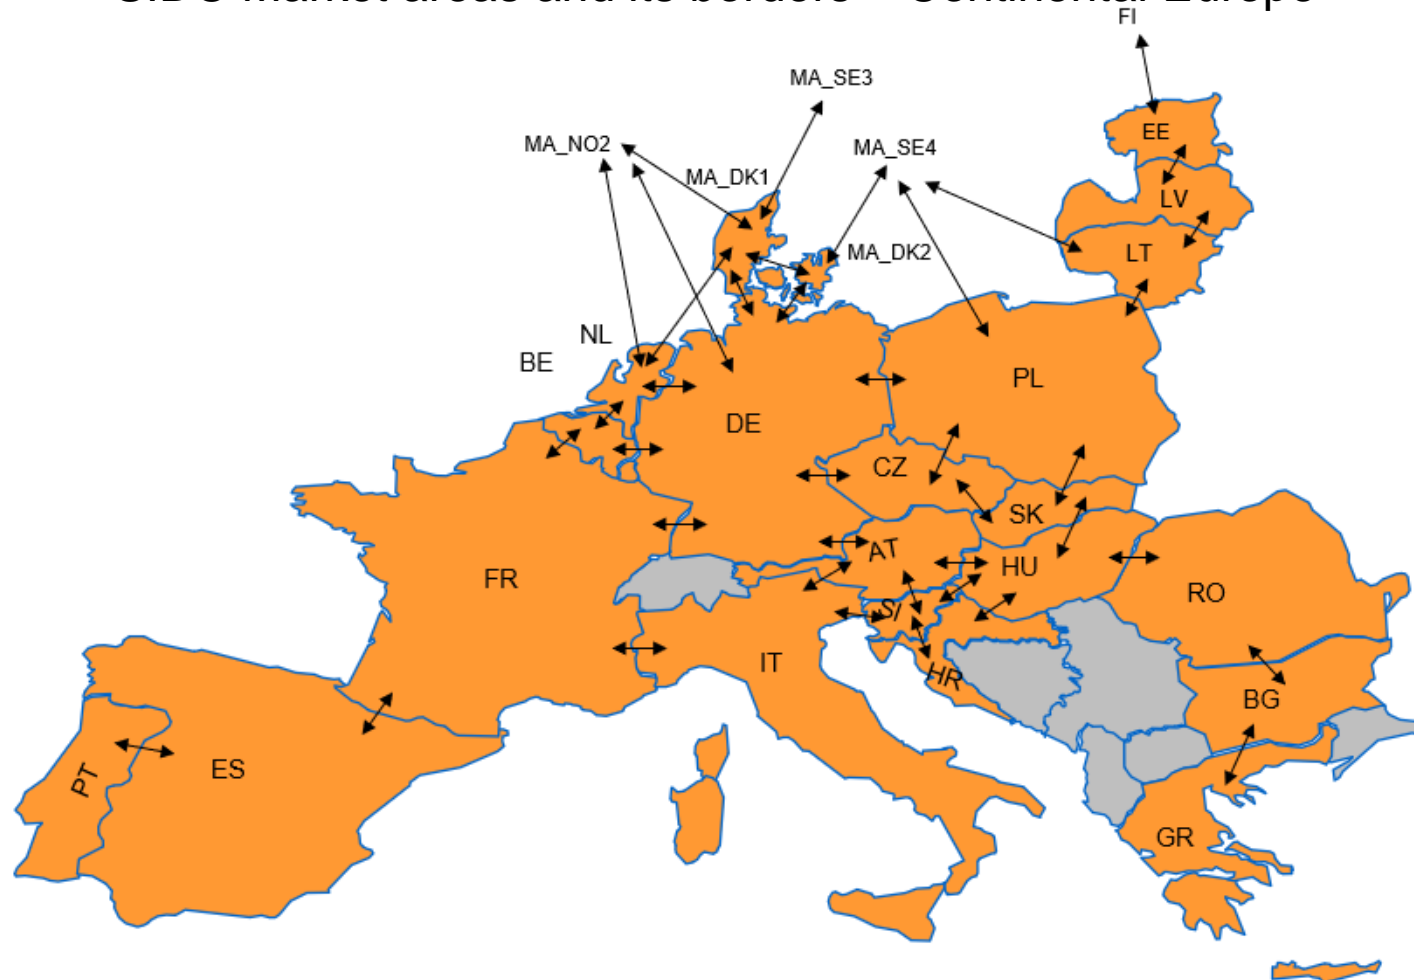 FI
MA_SE3
EE
MA_NO2
MA_SE4
MA_DK1
LV
MA_DK2
LT
NL
BE
PL
DE
CZ
SK
AT
HU
FR
RO
SI
IT
HR
BG
ES
PT
GR